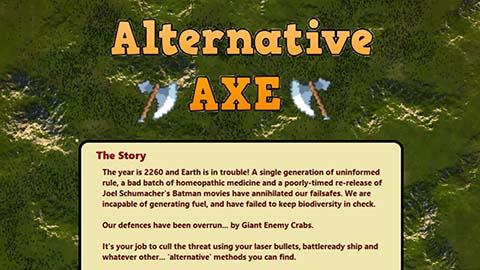 Alternative
AXE
The Story
The year is 2260 and Earth is in trouble! A single generation of uninformed
rule, a bad batch of homeopathic medicine and a poorly-timed re-release of
Joel Schumacher's Batman movies have annihilated our failsafes. We are
incapable of generating fuel, and have failed to keep biodiversity in check.
Our defences have been overrun... by Giant Enemy Crabs.
It's your job to cull the threat using your laser bullets, battleready ship and
whatever other... 'alternative' methods you can find.